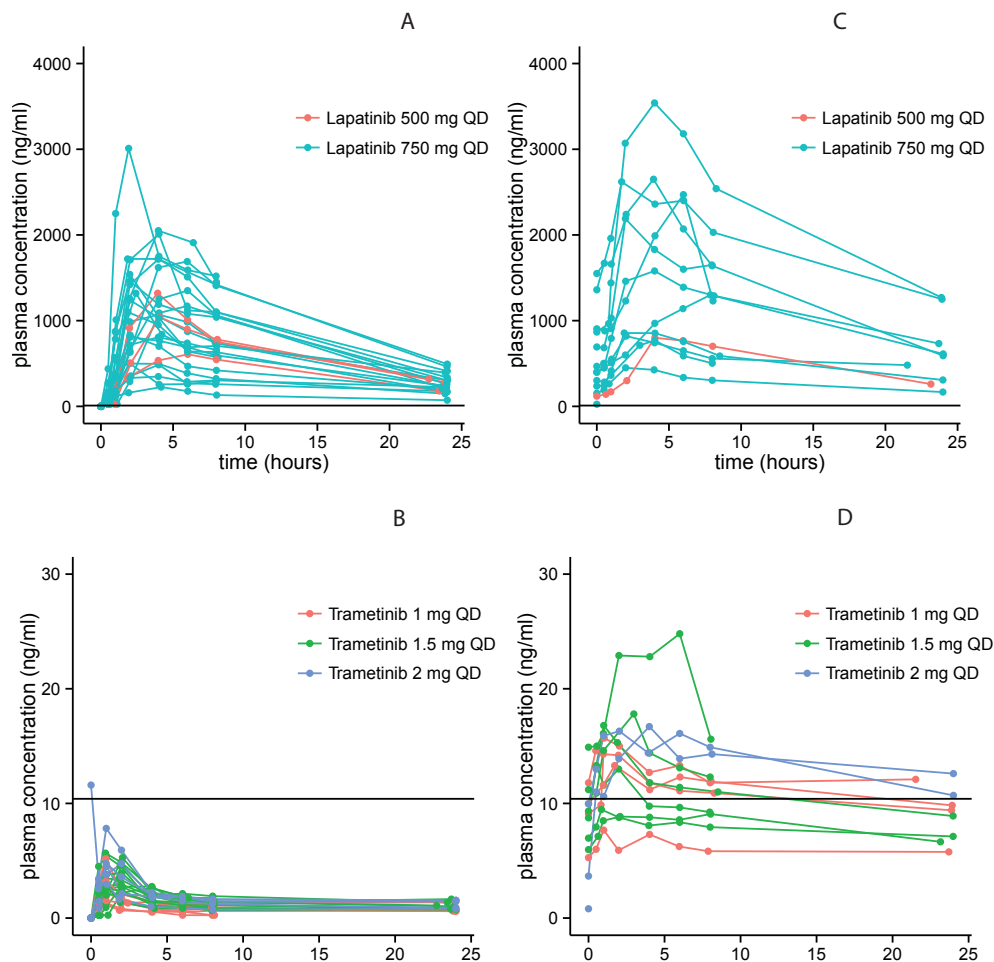 A
plasma concentration (ng/ml)
4000
3000
2000
1000
0
Lapatinib 500 mg QD
Lapatinib 750 mg QD
0 5 10 15 20 25
time (hours)
C
plasma concentration (ng/ml)
4000
3000
2000
1000
0
Lapatinib 500 mg QD
Lapatinib 750 mg QD
0 5 10 15 20 25
time (hours)
B
plasma concentration (ng/ml)
30
20
10
0
Trametinib 1 mg QD
Trametinib 1.5 mg QD
Trametinib 2 mg QD
0 5 10 15 20 25
D
plasma concentration (ng/ml)
30
20
10
0
Trametinib 1 mg QD
Trametinib 1.5 mg QD
Trametinib 2 mg QD
0 5 10 15 20 25